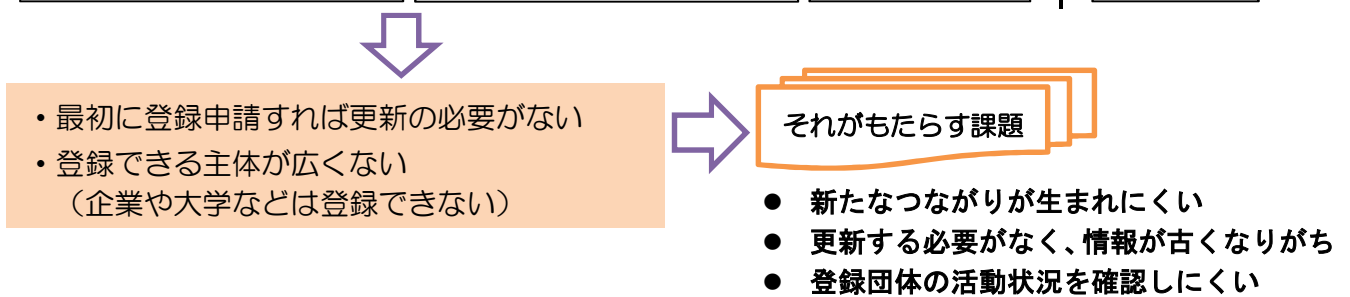 ・最初に登録申請すれば更新の必要がない
・登録できる主体が広くない
（企業や大学などは登録できない）
それがもたらす課題
● 新たなつながりが生まれにくい
● 更新する必要がなく、情報が古くなりがち
● 登録団体の活動状況を確認しにくい